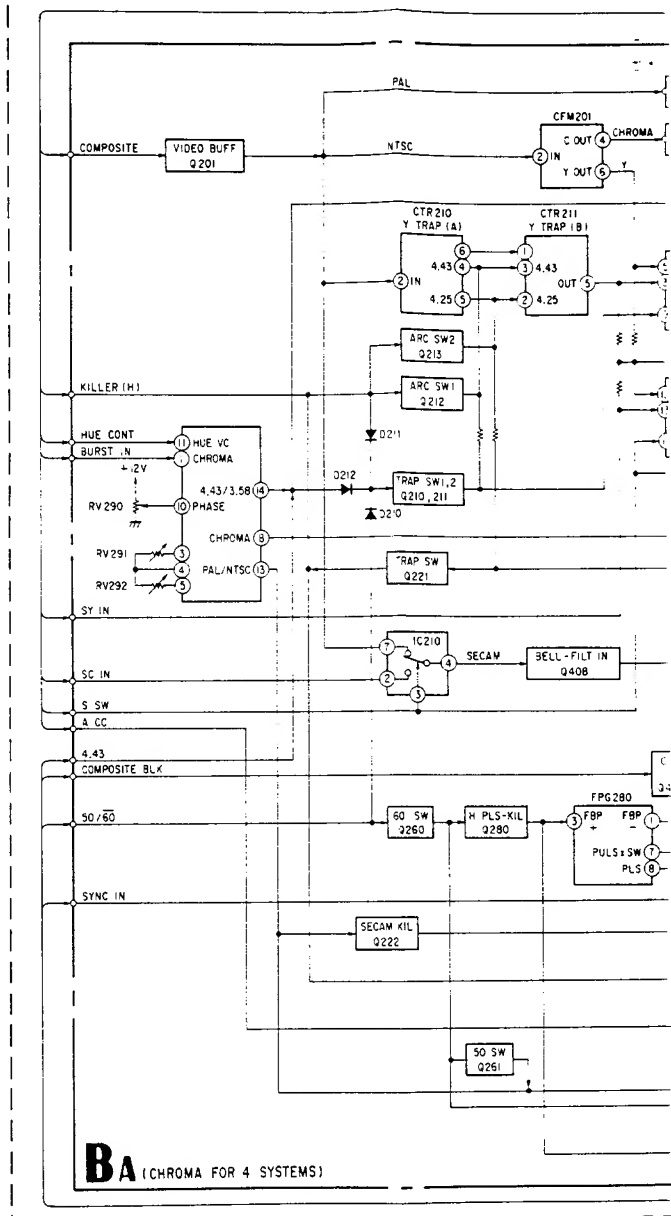 PAL
CFM201
COMPOSITE
VIDEO BUFF
Q201
NTSC
2 IN
C OUT 4
CHROMA
Y OUT 6
Y
CTR210
Y TRAP (A)
CTR211
Y TRAP (B)
6
1
4.43 4
3 4.43
2 IN
OUT 5
4.25 5
2 4.25
ARC SW2
Q213
KILLER (H)
ARC SW1
Q212
HUE CONT
11 HUE VC
D211
BURST IN
CHROMA
+12V
D212
4.43/3.58 14
TRAP SW1,2
Q210,211
RV290
10 PHASE
D210
CHROMA 8
RV291
3
4
PAL/NTSC 13
TRAP SW
Q221
RV292
5
SY IN
IC210
7
4
SECAM
BELL-FILT IN
Q408
SC IN
2
3
S SW
A CC
4.43
COMPOSITE BLK
C
FPG280
50/60
60 SW
Q260
H PLS-KIL
Q280
3 FBP
+
FBP 1
−
PULS±SW 7
PLS 8
SYNC IN
SECAM KIL
Q222
50 SW
Q261
BA (CHROMA FOR 4 SYSTEMS)